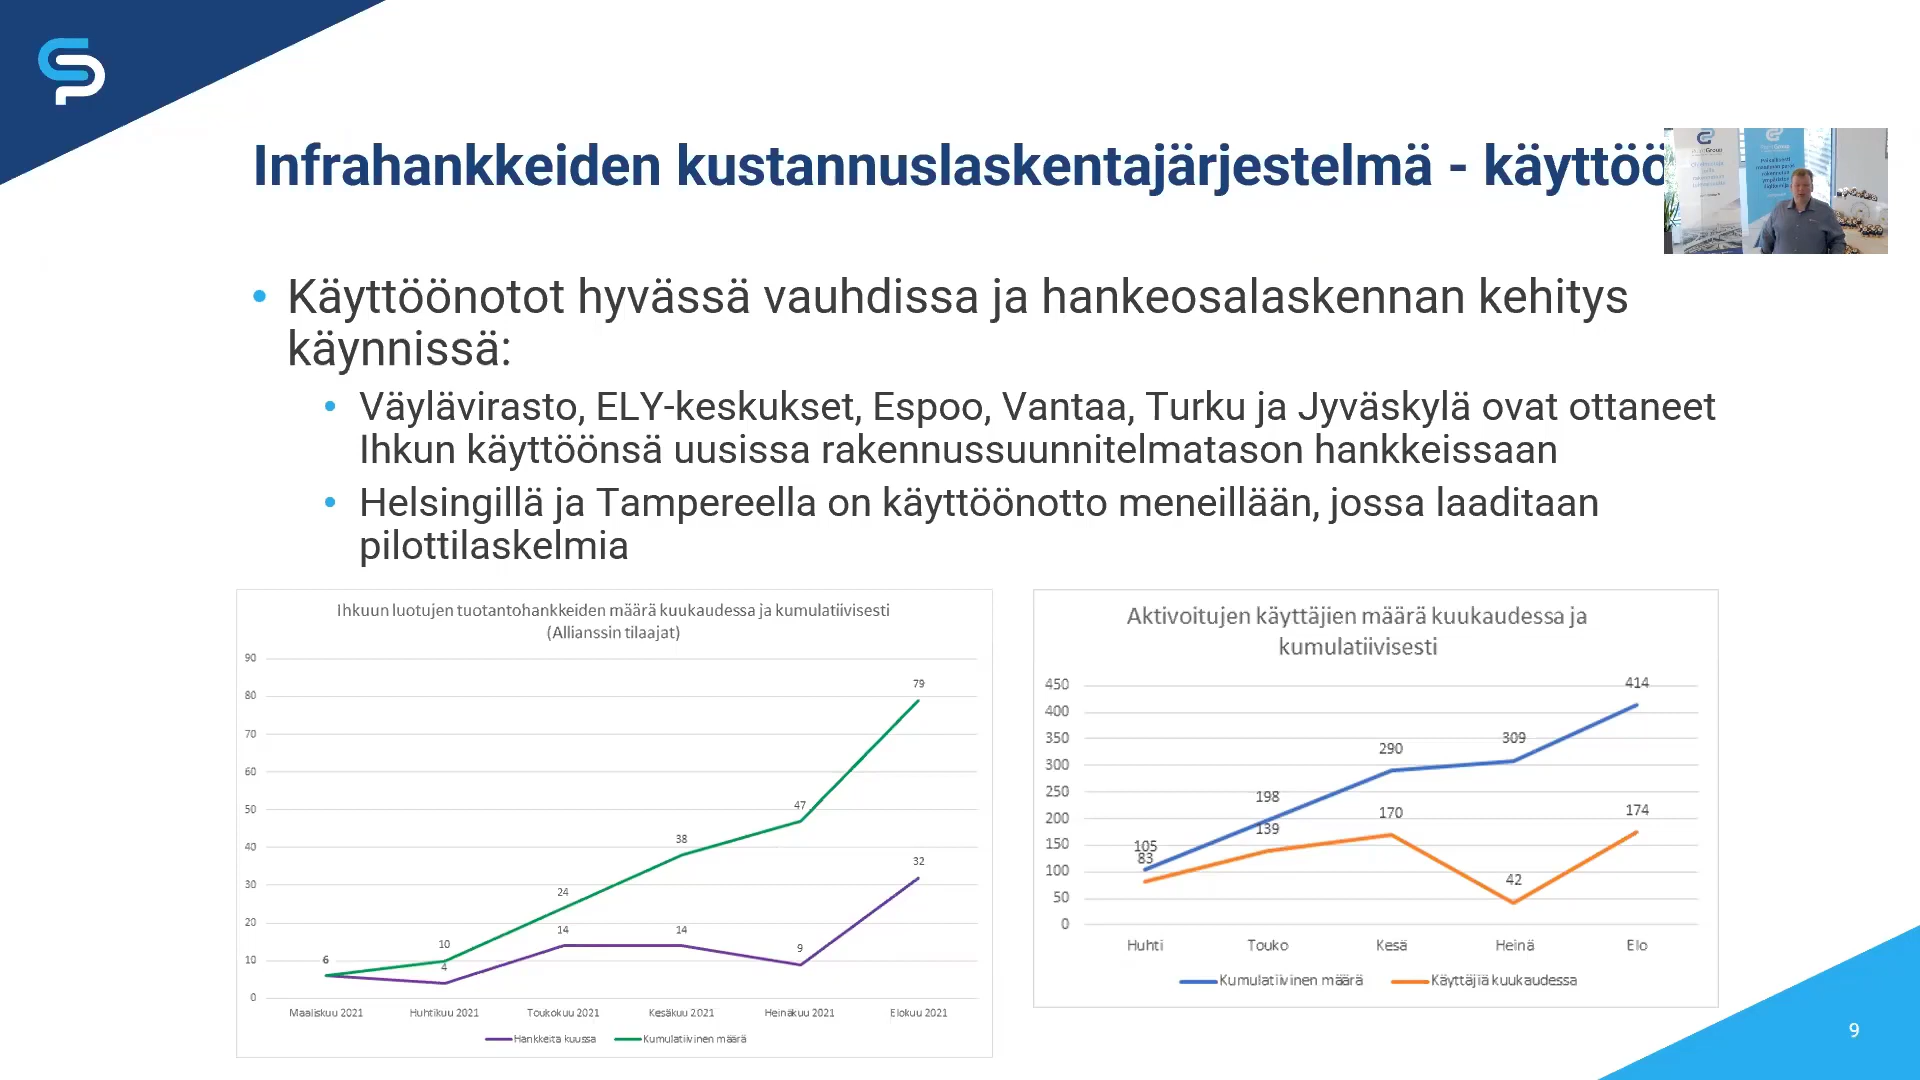 Infrahankkeiden kustannuslaskentajärjestelmä - käyttöö
Käyttöönotot hyvässä vauhdissa ja hankeosalaskennan kehitys
käynnissä:
Väylävirasto, ELY-keskukset, Espoo, Vantaa, Turku ja Jyväskylä ovat ottaneet
Ihkun käyttöönsä uusissa rakennussuunnitelmatason hankkeissaan
Helsingillä ja Tampereella on käyttöönotto meneillään, jossa laaditaan
pilottilaskelmia
Ihkuun luotujen tuotantohankkeiden määrä kuukaudessa ja kumulatiivisesti
(Allianssin tilaajat)
90
80
70
60
50
40
30
20
10
0
79
47
38
24
10
6
32
14
14
9
4
Maaliskuu 2021
Huhtikuu 2021
Toukokuu 2021
Kesäkuu 2021
Heinäkuu 2021
Elokuu 2021
Hankkeita kuussa
Kumulatiivinen määrä
Aktivoitujen käyttäjien määrä kuukaudessa ja
kumulatiivisesti
450
400
350
300
250
200
150
100
50
0
414
309
290
198
105
174
170
139
83
42
Huhti
Touko
Kesä
Heinä
Elo
Kumulatiivinen määrä
Käyttäjiä kuukaudessa
9